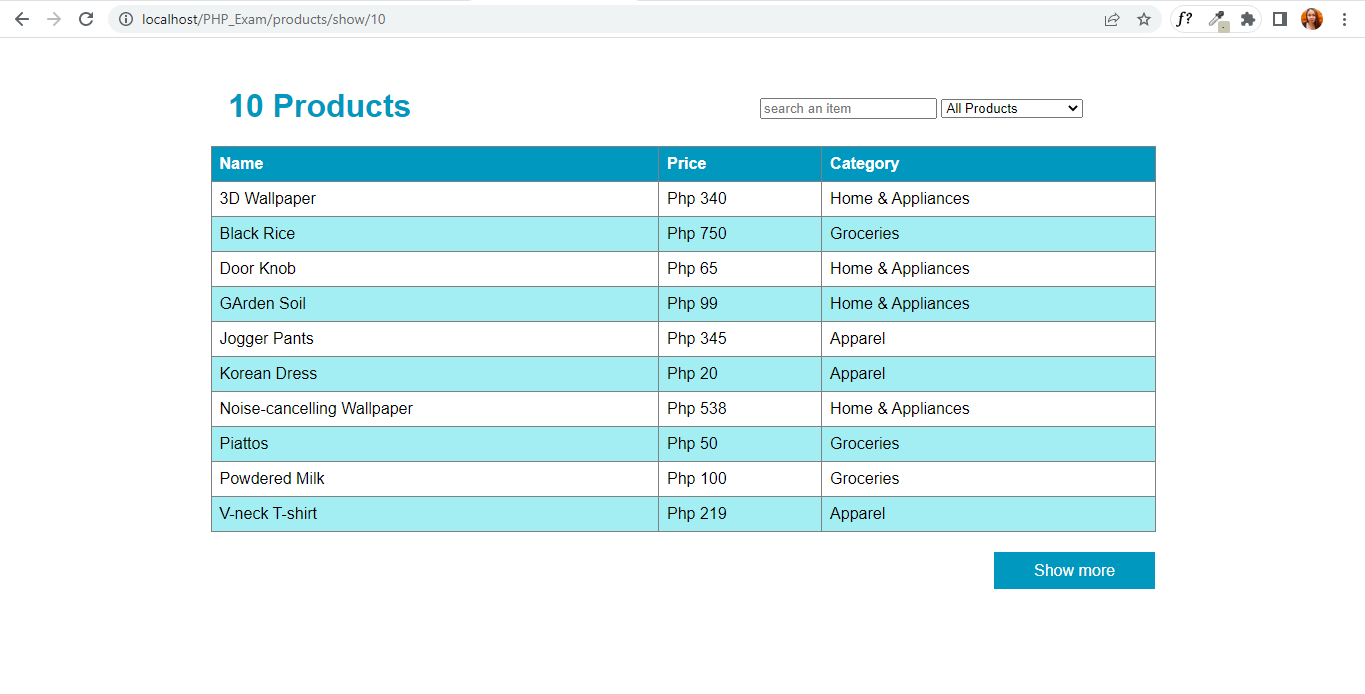 localhost/PHP_Exam/products/show/10
f?
10 Products
search an item All Products
Name Price Category
3D Wallpaper Php 340 Home & Appliances
Black Rice Php 750 Groceries
Door Knob Php 65 Home & Appliances
GArden Soil Php 99 Home & Appliances
Jogger Pants Php 345 Apparel
Korean Dress Php 20 Apparel
Noise-cancelling Wallpaper Php 538 Home & Appliances
Piattos Php 50 Groceries
Powdered Milk Php 100 Groceries
V-neck T-shirt Php 219 Apparel
Show more